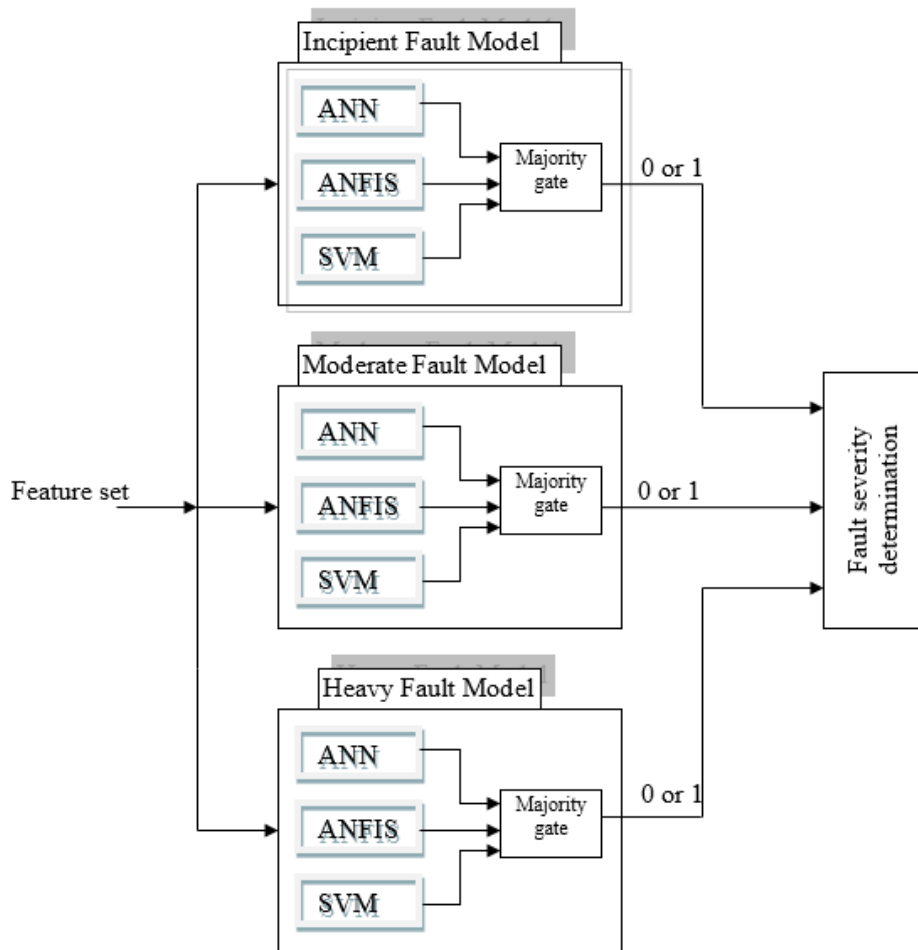 Incipient Fault Model
ANN
ANFIS
SVM
Majority
gate
0 or 1
Moderate Fault Model
ANN
ANFIS
SVM
Majority
gate
0 or 1
Feature set
Fault severity
determination
Heavy Fault Model
ANN
ANFIS
SVM
Majority
gate
0 or 1